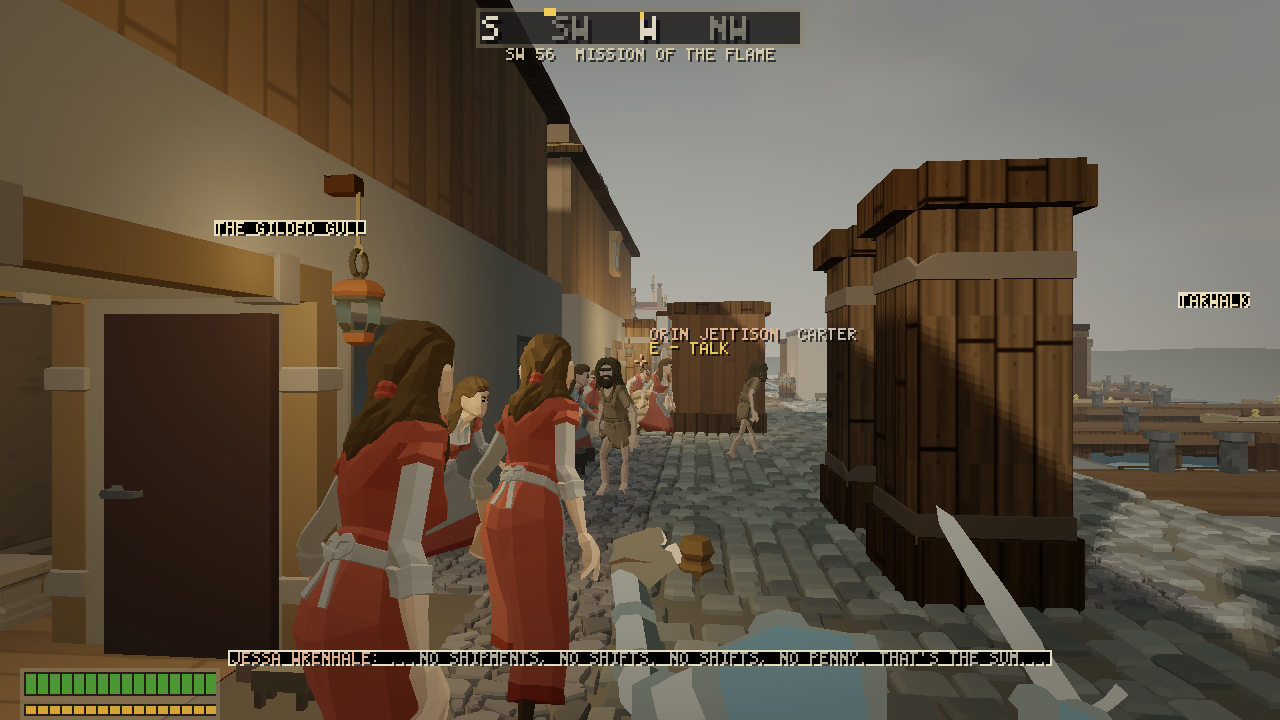 S SW W NW
SW 56 MISSION OF THE FLAME
THE GILDED GULL
TARWALK
ORIN JETTISON, CARTER
E - TALK
JESSA WRENHALE: ...NO SHIPMENTS, NO SHIFTS. NO SHIFTS, NO PENNY. THAT'S THE SUM...